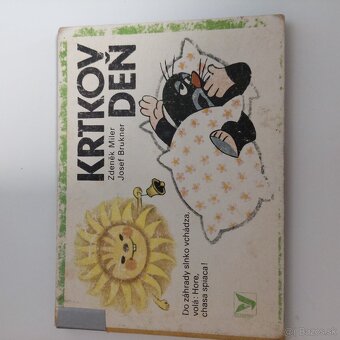 KRTKOV
DEŇ
Zdeněk Miler
Josef Brukner
Do záhrady slnko vchádza,
volá: Hore,
chasa spiaca!